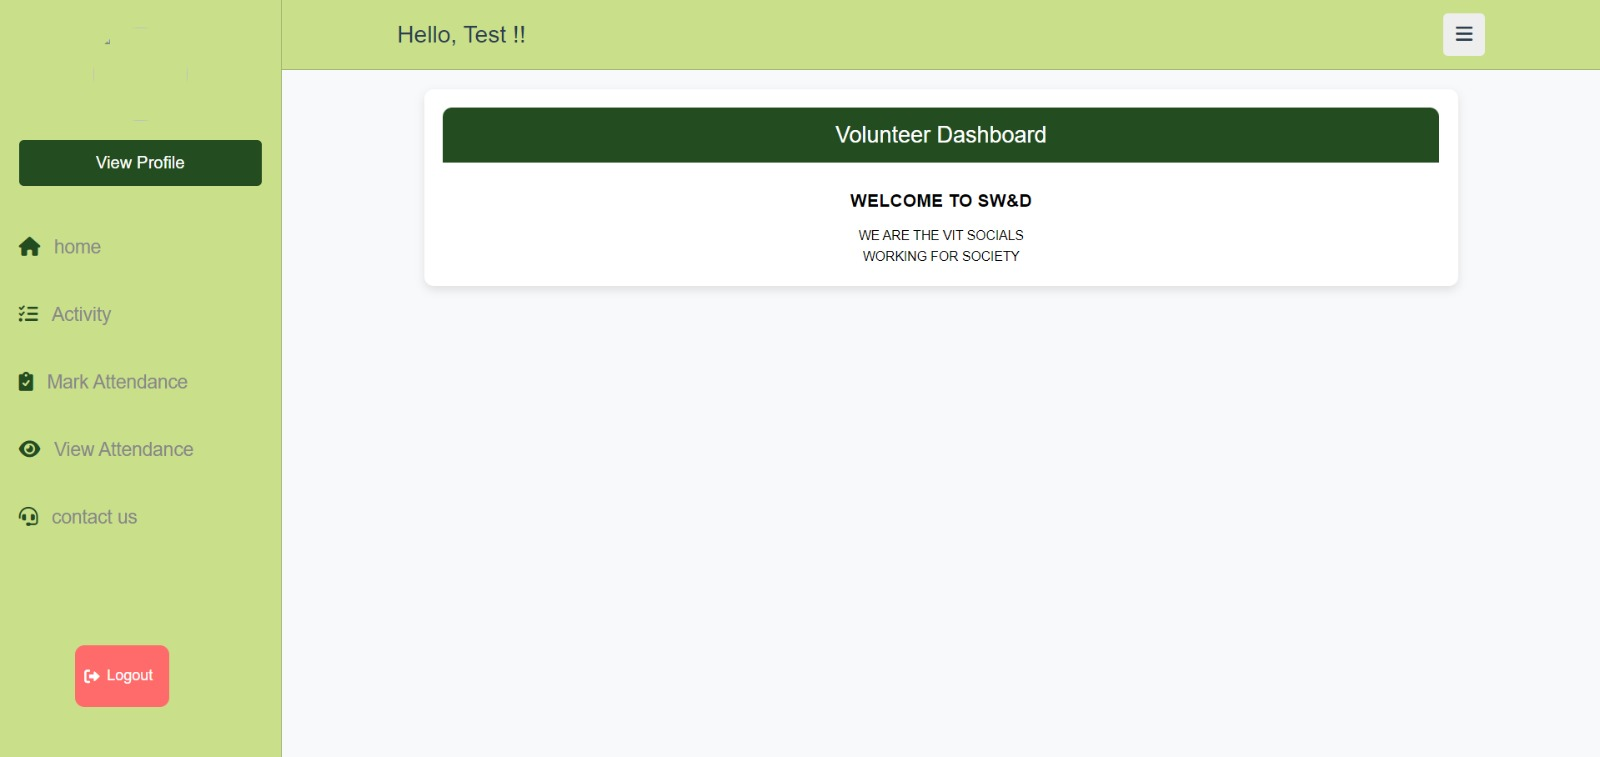 Hello, Test !!
View Profile
home
Activity
Mark Attendance
View Attendance
contact us
Logout
Volunteer Dashboard
WELCOME TO SW&D
WE ARE THE VIT SOCIALS
WORKING FOR SOCIETY